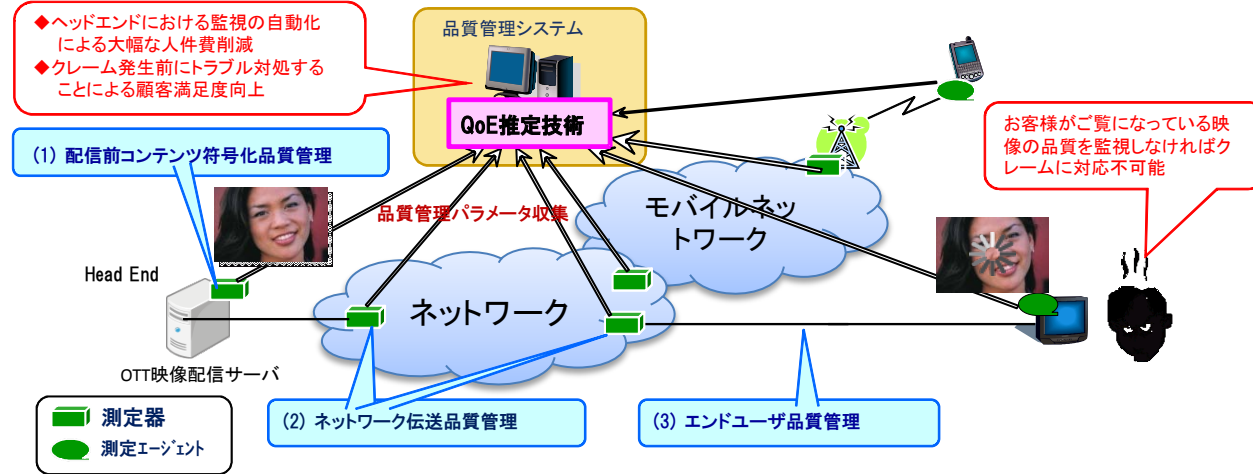 ◆ヘッドエンドにおける監視の自動化
による大幅な人件費削減
◆クレーム発生前にトラブル対処する
ことによる顧客満足度向上
品質管理システム
QoE推定技術
(1) 配信前コンテンツ符号化品質管理
お客様がご覧になっている映
像の品質を監視しなければク
レームに対応不可能
品質管理パラメータ収集
モバイルネッ
トワーク
Head End
ネットワーク
OTT映像配信サーバ
(2) ネットワーク伝送品質管理
(3) エンドユーザ品質管理
測定器
測定エージェント